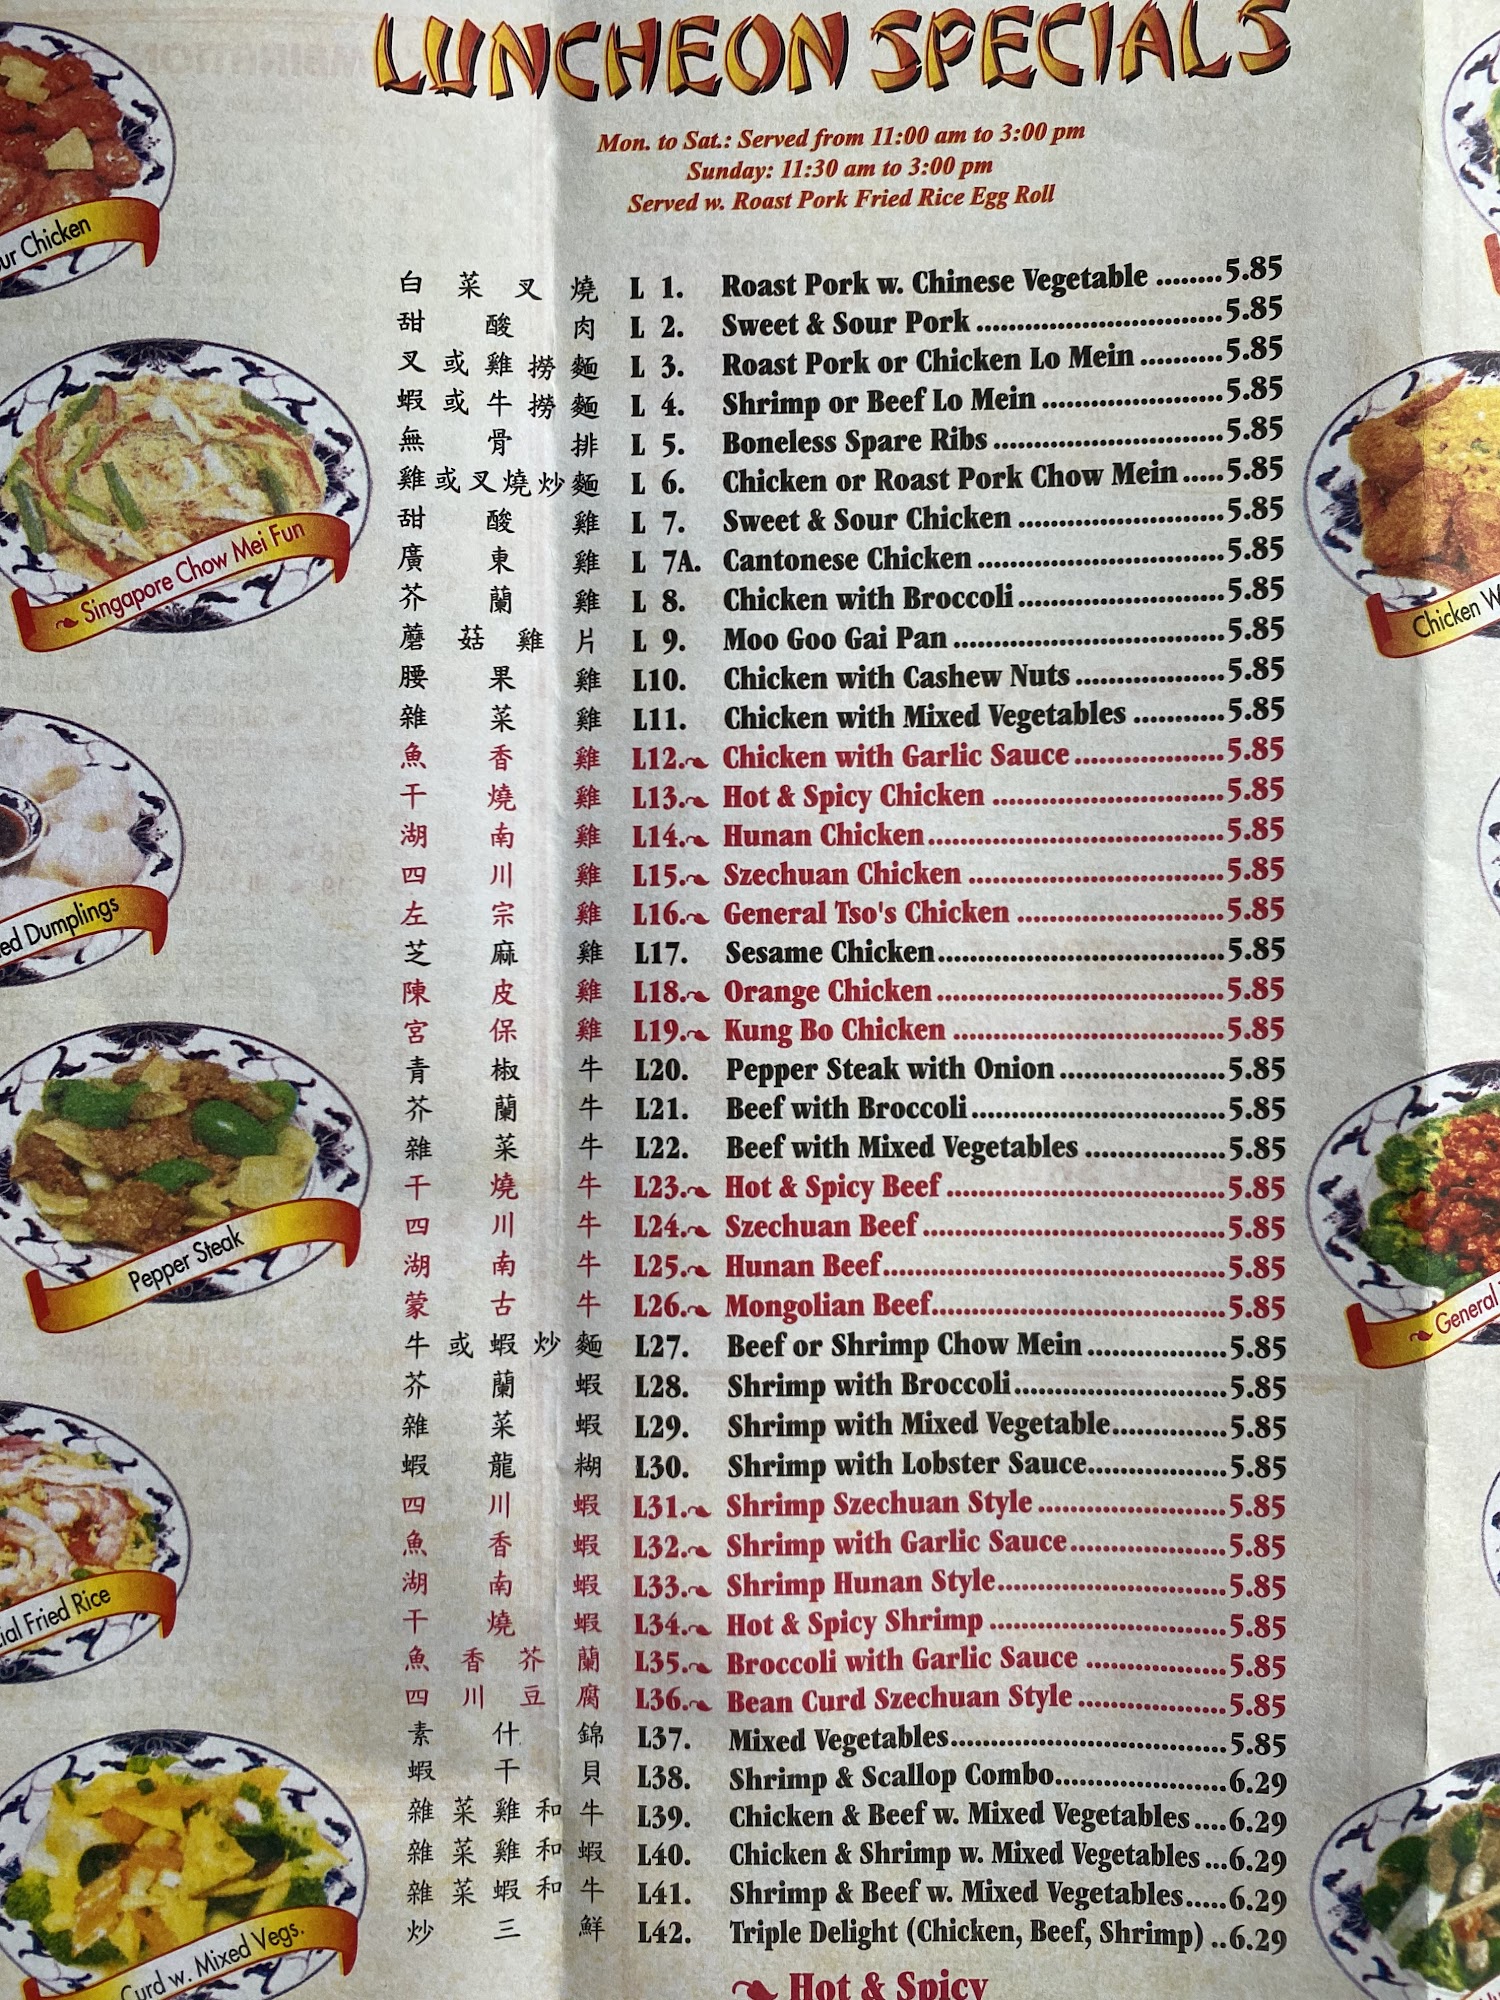 LUNCHEON SPECIALS
Mon. to Sat.: Served from 11:00 am to 3:00 pm
Sunday: 11:30 am to 3:00 pm
Served w. Roast Pork Fried Rice Egg Roll
白菜叉燒 L 1. Roast Pork w. Chinese Vegetable ........5.85
甜酸肉 L 2. Sweet & Sour Pork ........5.85
叉或雞撈麵 L 3. Roast Pork or Chicken Lo Mein ........5.85
蝦或牛撈麵 L 4. Shrimp or Beef Lo Mein ........5.85
無骨排 L 5. Boneless Spare Ribs ........5.85
雞或叉燒炒麵 L 6. Chicken or Roast Pork Chow Mein .....5.85
甜酸雞 L 7. Sweet & Sour Chicken ........5.85
廣東雞 L 7A. Cantonese Chicken ........5.85
芥蘭雞 L 8. Chicken with Broccoli ........5.85
蘑菇雞片 L 9. Moo Goo Gai Pan ........5.85
腰果雞 L10. Chicken with Cashew Nuts ........5.85
雜菜雞 L11. Chicken with Mixed Vegetables ........5.85
魚香雞 L12. Chicken with Garlic Sauce ........5.85
干燒雞 L13. Hot & Spicy Chicken ........5.85
湖南雞 L14. Hunan Chicken ........5.85
四川雞 L15. Szechuan Chicken ........5.85
左宗雞 L16. General Tso's Chicken ........5.85
芝麻雞 L17. Sesame Chicken ........5.85
陳皮雞 L18. Orange Chicken ........5.85
宮保雞 L19. Kung Bo Chicken ........5.85
青椒牛 L20. Pepper Steak with Onion ........5.85
芥蘭牛 L21. Beef with Broccoli ........5.85
雜菜牛 L22. Beef with Mixed Vegetables ........5.85
干燒牛 L23. Hot & Spicy Beef ........5.85
四川牛 L24. Szechuan Beef ........5.85
湖南牛 L25. Hunan Beef ........5.85
蒙古牛 L26. Mongolian Beef ........5.85
牛或蝦炒麵 L27. Beef or Shrimp Chow Mein ........5.85
芥蘭蝦 L28. Shrimp with Broccoli ........5.85
雜菜蝦 L29. Shrimp with Mixed Vegetable ........5.85
蝦龍糊 L30. Shrimp with Lobster Sauce ........5.85
四川蝦 L31. Shrimp Szechuan Style ........5.85
魚香蝦 L32. Shrimp with Garlic Sauce ........5.85
湖南蝦 L33. Shrimp Hunan Style ........5.85
干燒蝦 L34. Hot & Spicy Shrimp ........5.85
魚香芥蘭 L35. Broccoli with Garlic Sauce ........5.85
四川豆腐 L36. Bean Curd Szechuan Style ........5.85
素什錦 L37. Mixed Vegetables ........5.85
蝦干貝 L38. Shrimp & Scallop Combo ........6.29
雜菜雞和牛 L39. Chicken & Beef w. Mixed Vegetables ....6.29
雜菜雞和蝦 L40. Chicken & Shrimp w. Mixed Vegetables ...6.29
雜菜蝦和牛 L41. Shrimp & Beef w. Mixed Vegetables .....6.29
炒三鮮 L42. Triple Delight (Chicken, Beef, Shrimp) ..6.29
Hot & Spicy
Chicken
Singapore Chow Mei Fun
Dumplings
Pepper Steak
Fried Rice
Curd w. Mixed Vegs.
Chicken
General